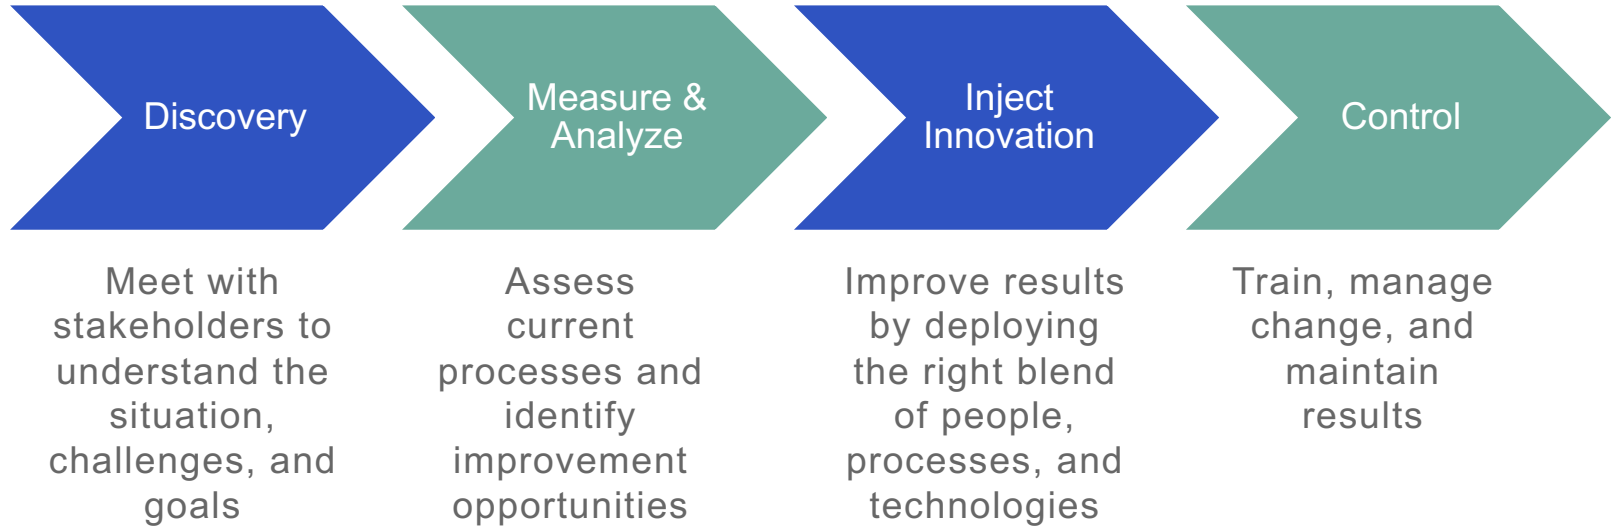 Discovery
Measure &
Analyze
Inject
Innovation
Control
Meet with
stakeholders to
understand the
situation,
challenges, and
goals
Assess
current
processes and
identify
improvement
opportunities
Improve results
by deploying
the right blend
of people,
processes, and
technologies
Train, manage
change, and
maintain
results